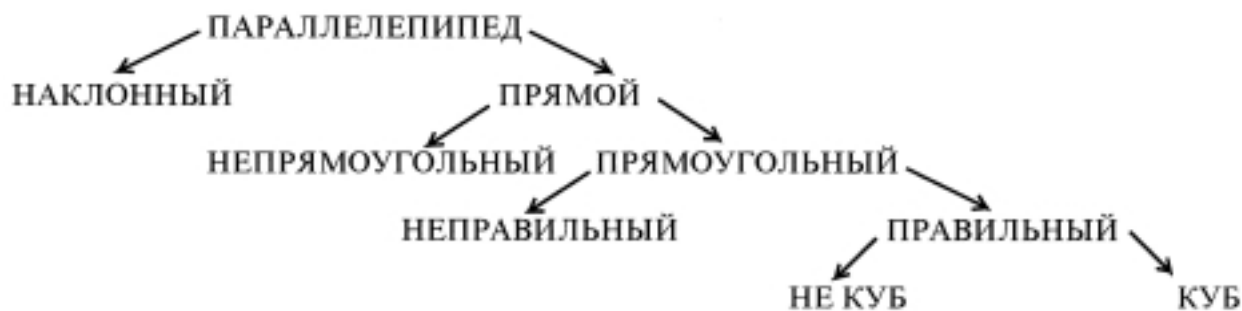 ПАРАЛЛЕЛЕПИПЕД
НАКЛОННЫЙ ПРЯМОЙ
НЕПРЯМОУГОЛЬНЫЙ ПРЯМОУГОЛЬНЫЙ
НЕПРАВИЛЬНЫЙ ПРАВИЛЬНЫЙ
НЕ КУБ КУБ